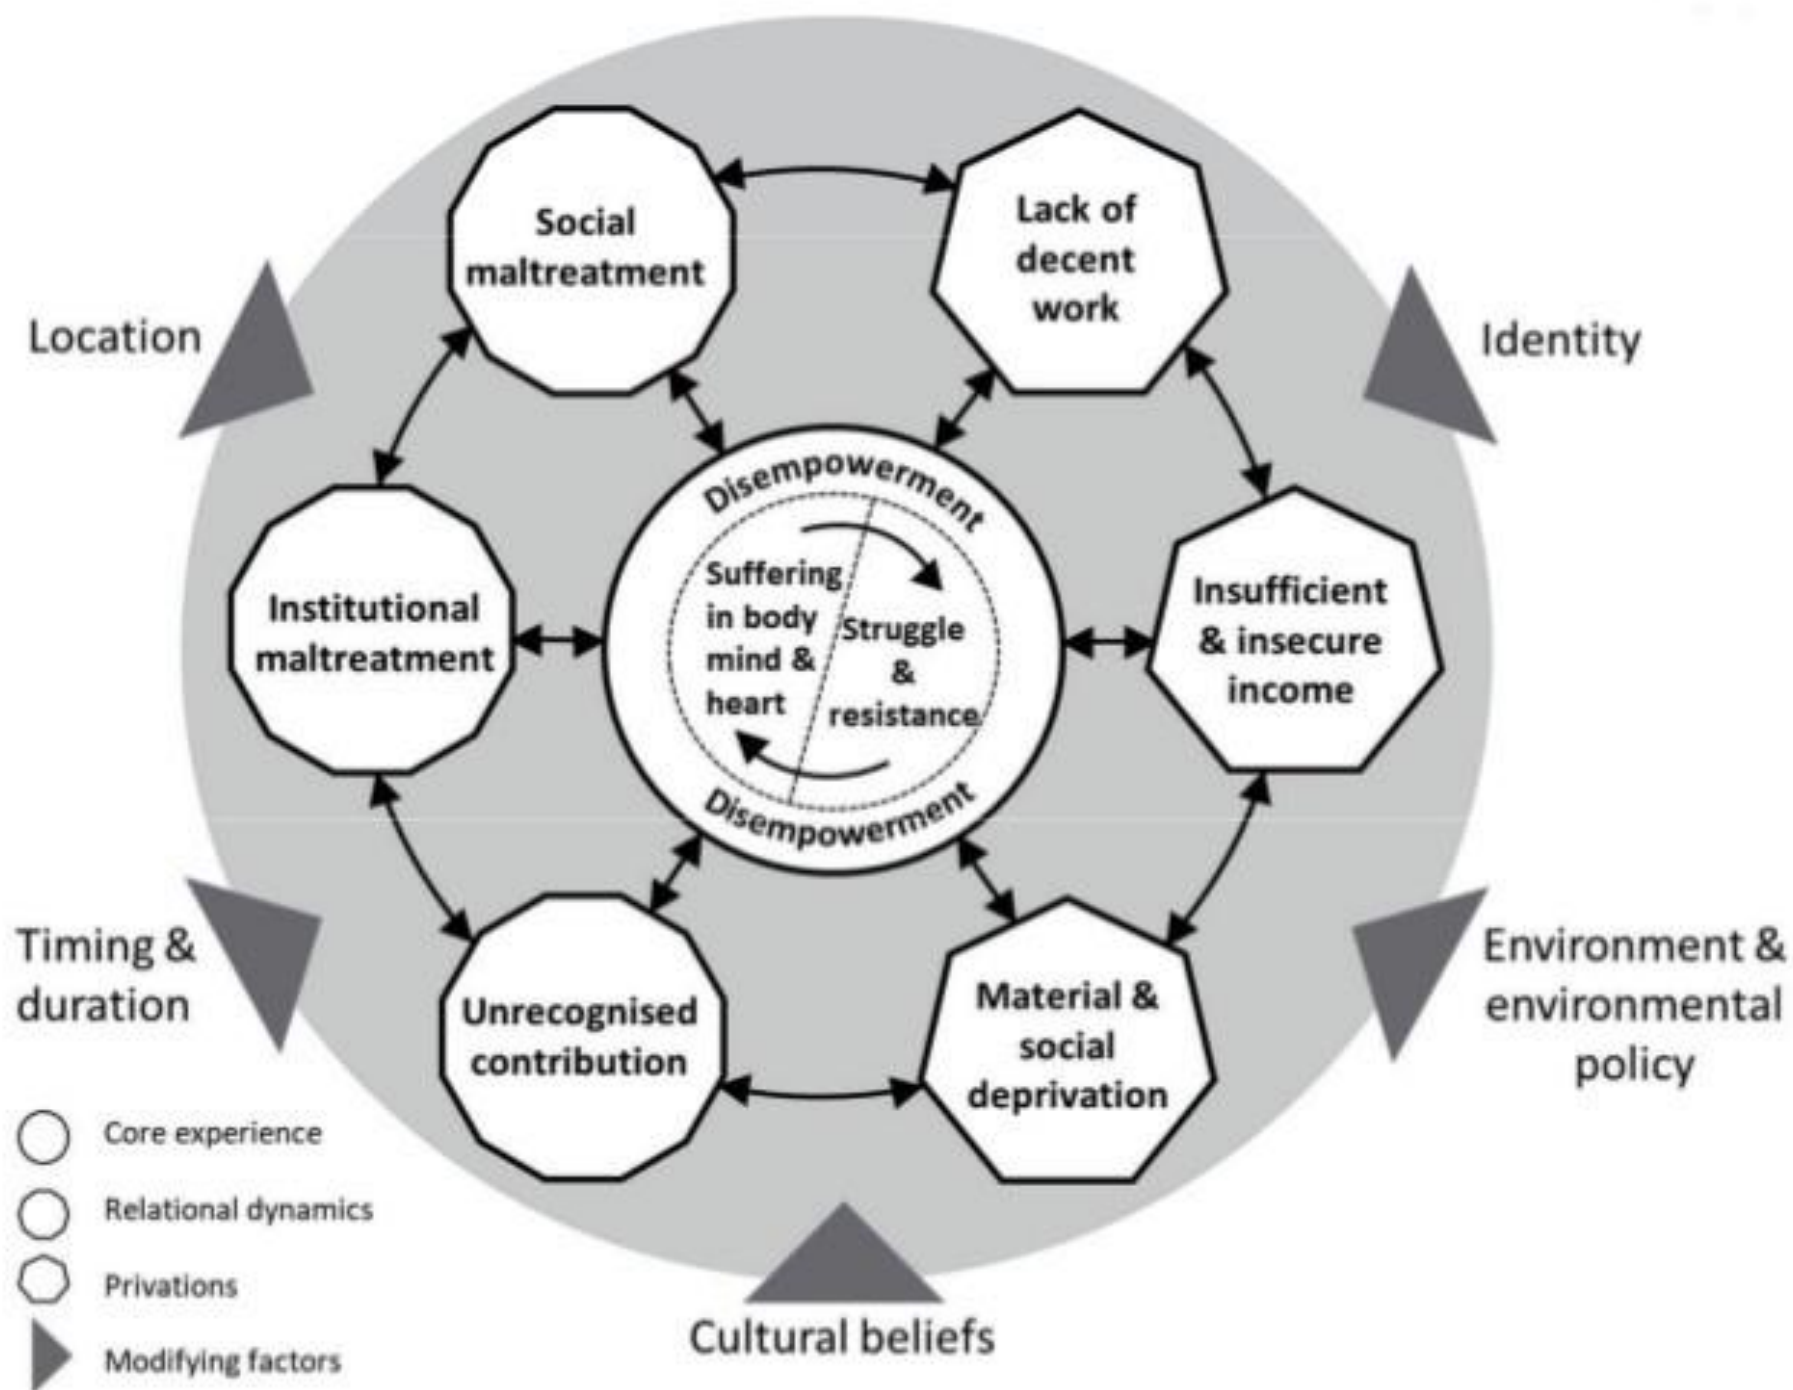 Social
maltreatment
Lack of
decent
work
Location
Identity
Disempowerment
Suffering
in body
mind &
heart
Struggle
&
resistance
Disempowerment
Institutional
maltreatment
Insufficient
& insecure
income
Timing &
duration
Unrecognised
contribution
Material &
social
deprivation
Environment &
environmental
policy
Core experience
Relational dynamics
Privations
Modifying factors
Cultural beliefs